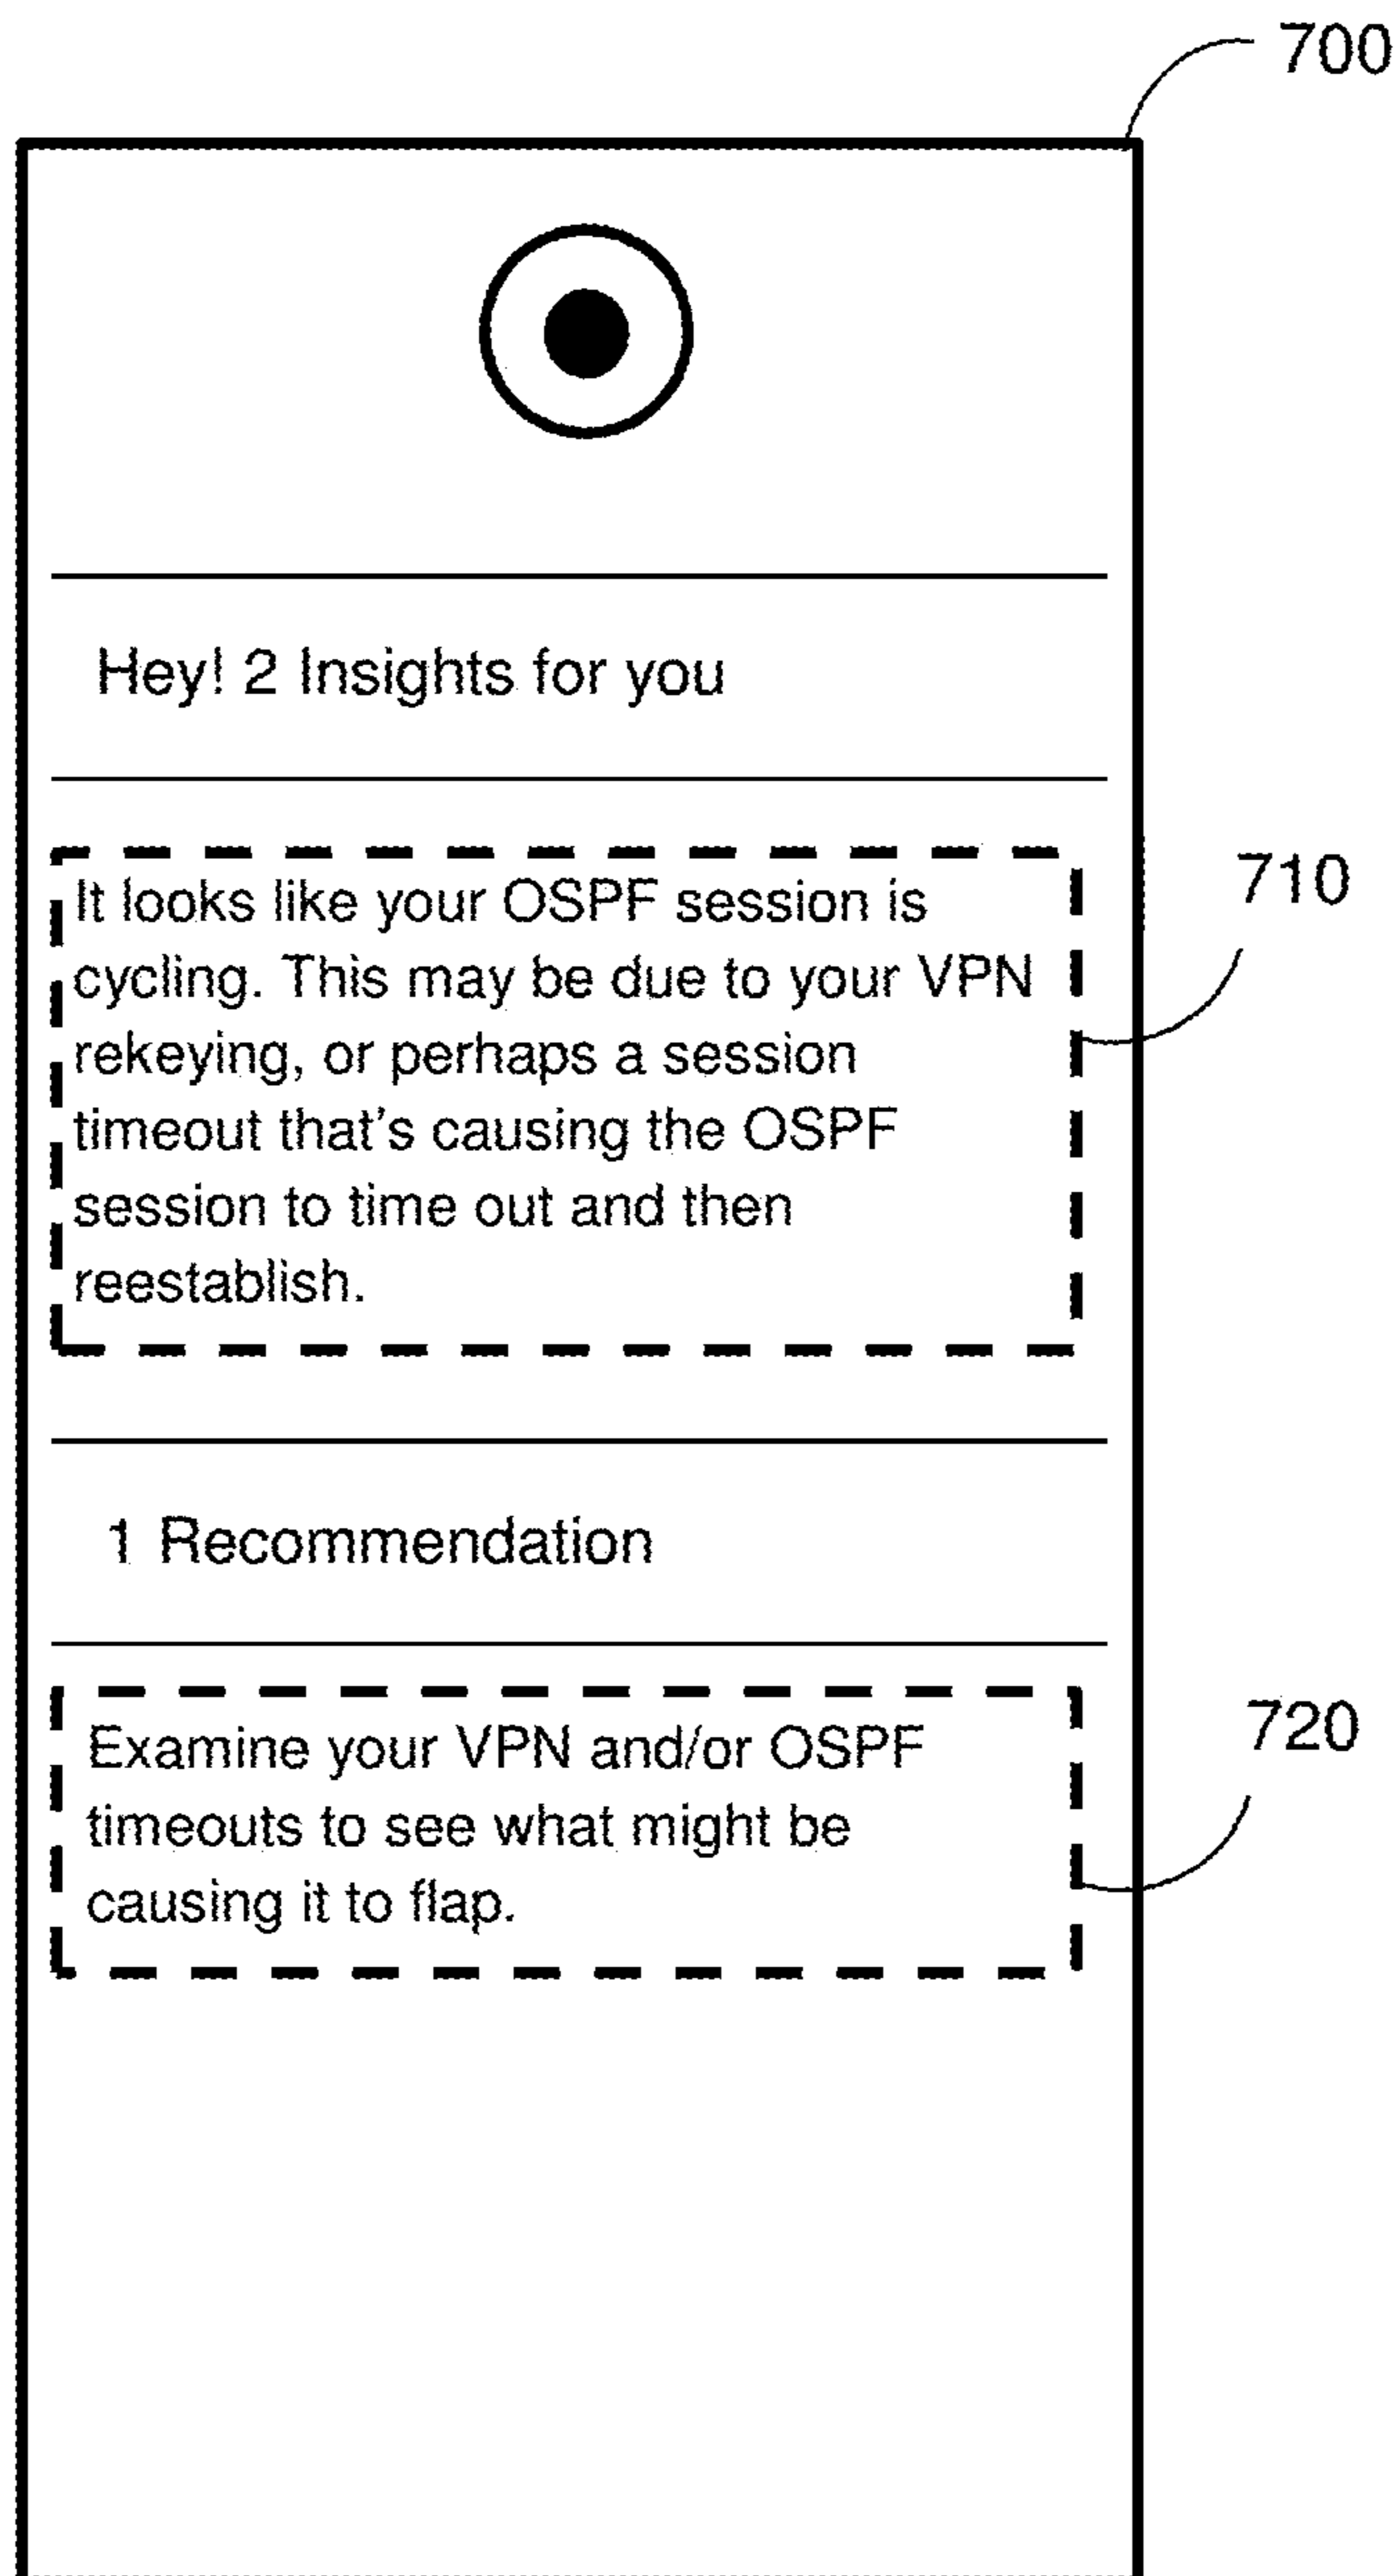 700
Hey! 2 Insights for you
It looks like your OSPF session is
cycling. This may be due to your VPN
rekeying, or perhaps a session
timeout that's causing the OSPF
session to time out and then
reestablish.
710
1 Recommendation
Examine your VPN and/or OSPF
timeouts to see what might be
causing it to flap.
720